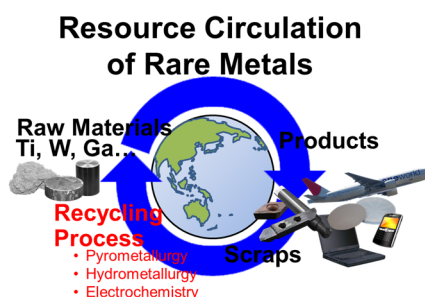 Resource Circulation
of Rare Metals
Raw Materials
Ti, W, Ga…
Products
Recycling
Process
• Pyrometallurgy
• Hydrometallurgy
• Electrochemistry
Scraps